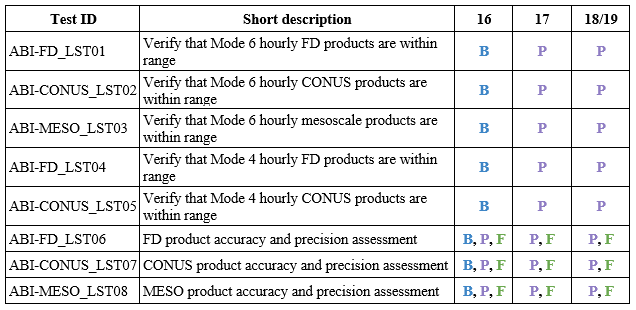 Test ID Short description 16 17 18/19
ABI-FD_LST01 Verify that Mode 6 hourly FD products are within
range B P P
ABI-CONUS_LST02 Verify that Mode 6 hourly CONUS products are
within range B P P
ABI-MESO_LST03 Verify that Mode 6 hourly mesoscale products are
within range B P P
ABI-FD_LST04 Verify that Mode 4 hourly FD products are within
range B P P
ABI-CONUS_LST05 Verify that Mode 4 hourly CONUS products are
within range B P P
ABI-FD_LST06 FD product accuracy and precision assessment B, P, F P, F P, F
ABI-CONUS_LST07 CONUS product accuracy and precision assessment B, P, F P, F P, F
ABI-MESO_LST08 MESO product accuracy and precision assessment B, P, F P, F P, F